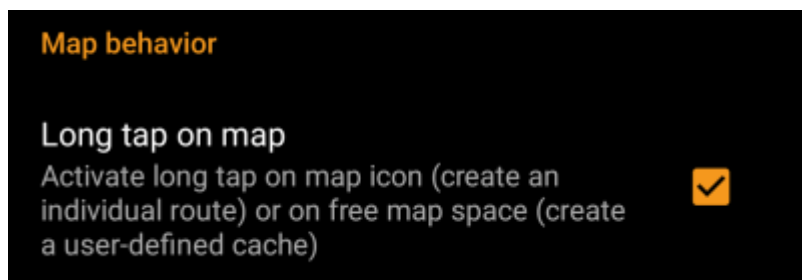 Map behavior
Long tap on map
Activate long tap on map icon (create an
individual route) or on free map space (create
a user-defined cache)